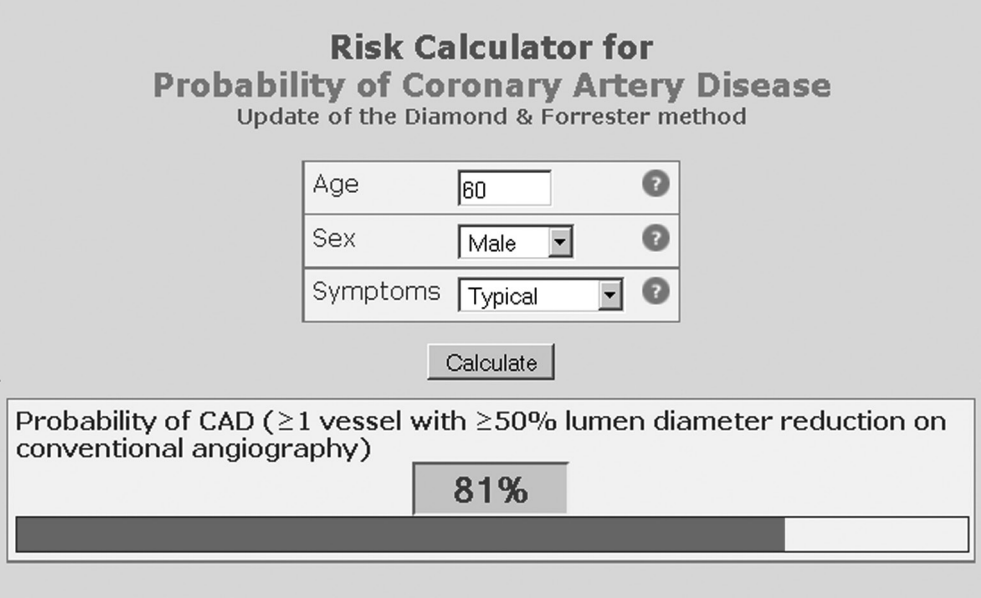 Risk Calculator for
Probability of Coronary Artery Disease
Update of the Diamond & Forrester method
Age 60 ?
Sex Male ?
Symptoms Typical ?
Calculate
Probability of CAD (≥1 vessel with ≥50% lumen diameter reduction on
conventional angiography)
81%